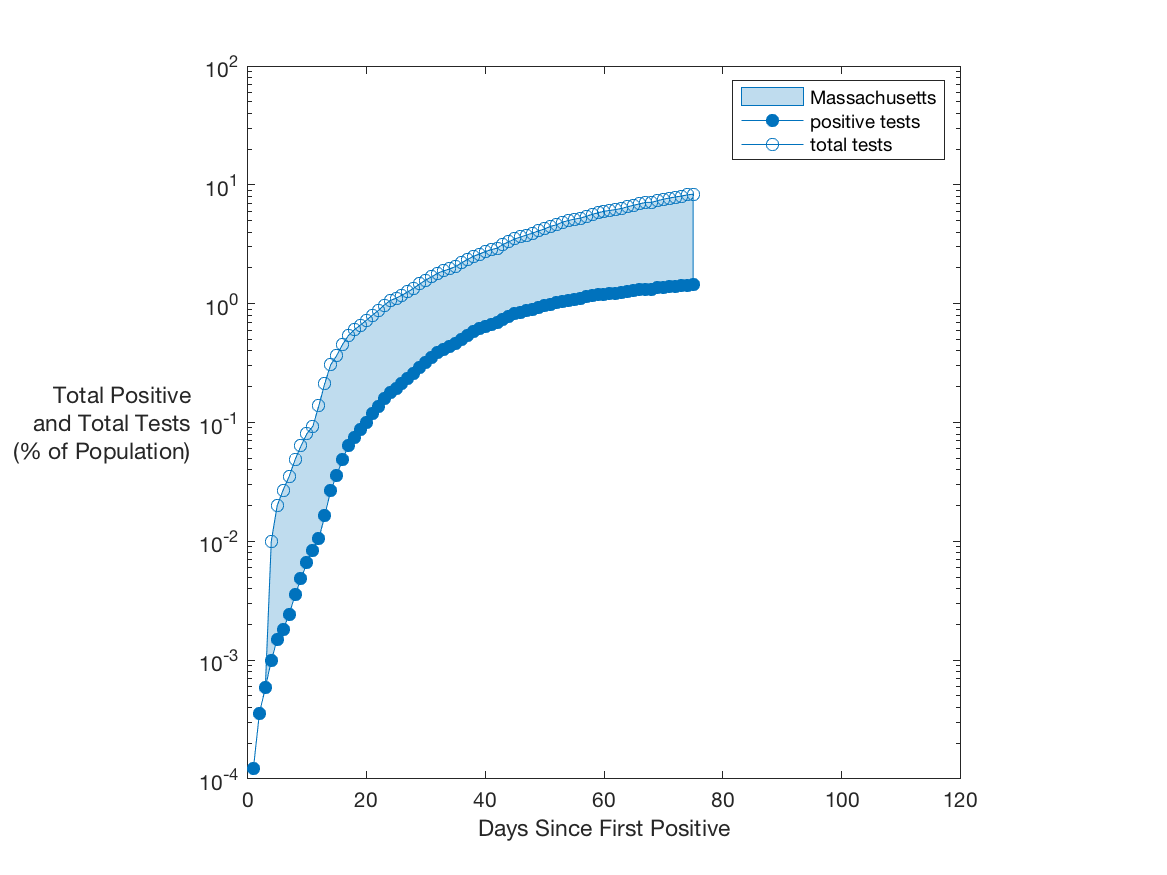 10^2
10^1
10^0
10^-1
10^-2
10^-3
10^-4
Total Positive
and Total Tests
(% of Population)
Massachusetts
positive tests
total tests
0 20 40 60 80 100 120
Days Since First Positive